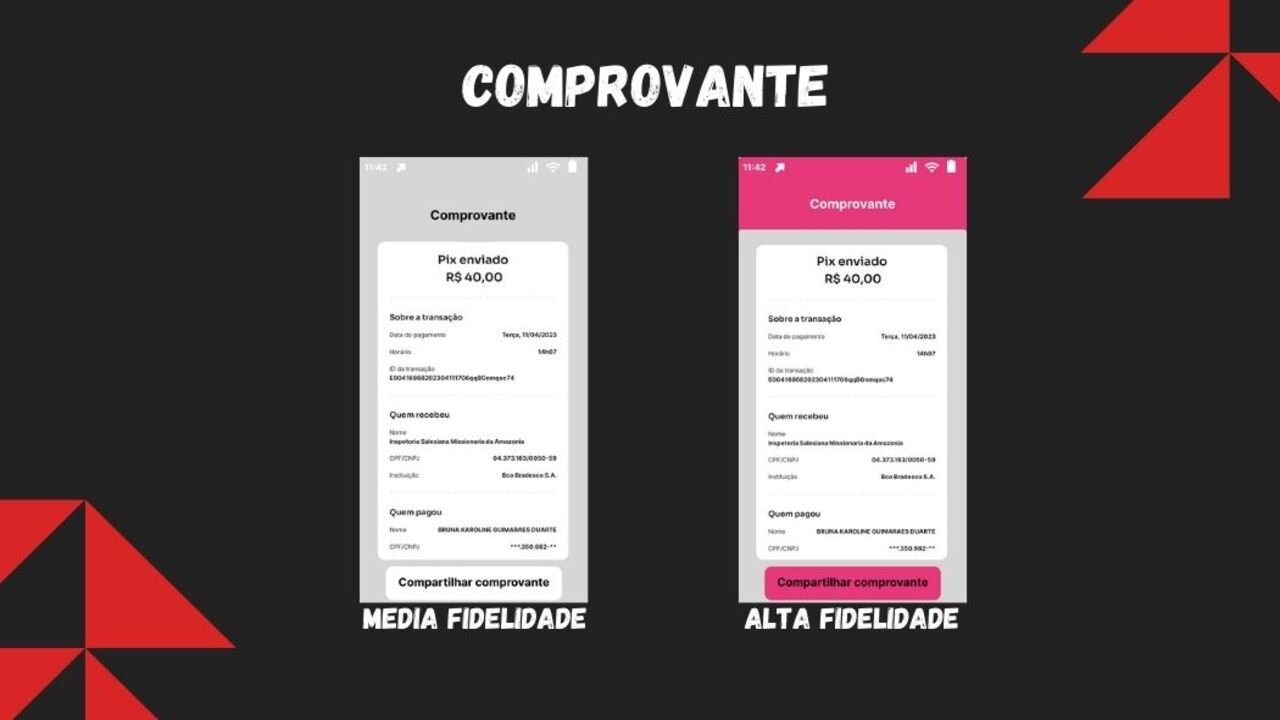 COMPROVANTE
11:42
Comprovante
Pix enviado
R$ 40,00
Sobre a transação
Data do pagamento Terça, 11/04/2023
Horário 14h07
ID da transação
Quem recebeu
Nome
Inspetoria Salesiana Missionaria da Amazonia
CPF/CNPJ 04.373.163/0050-59
Instituição Bco Bradesco S.A.
Quem pagou
Nome BRUNA KAROLINE GUIMARAES DUARTE
CPF/CNPJ ***.350.982-**
Compartilhar comprovante
MEDIA FIDELIDADE
11:42
Comprovante
Pix enviado
R$ 40,00
Sobre a transação
Data do pagamento Terça, 11/04/2023
Horário 14h07
ID da transação
Quem recebeu
Nome
Inspetoria Salesiana Missionaria da Amazonia
CPF/CNPJ 04.373.163/0050-59
Instituição Bco Bradesco S.A.
Quem pagou
Nome BRUNA KAROLINE GUIMARAES DUARTE
CPF/CNPJ ***.350.982-**
Compartilhar comprovante
ALTA FIDELIDADE